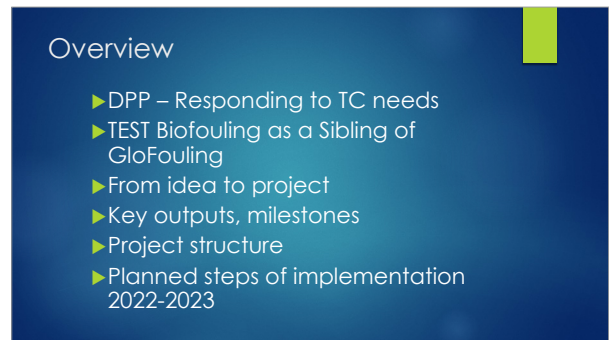 Overview
DPP – Responding to TC needs
TEST Biofouling as a Sibling of
GloFouling
From idea to project
Key outputs, milestones
Project structure
Planned steps of implementation
2022-2023